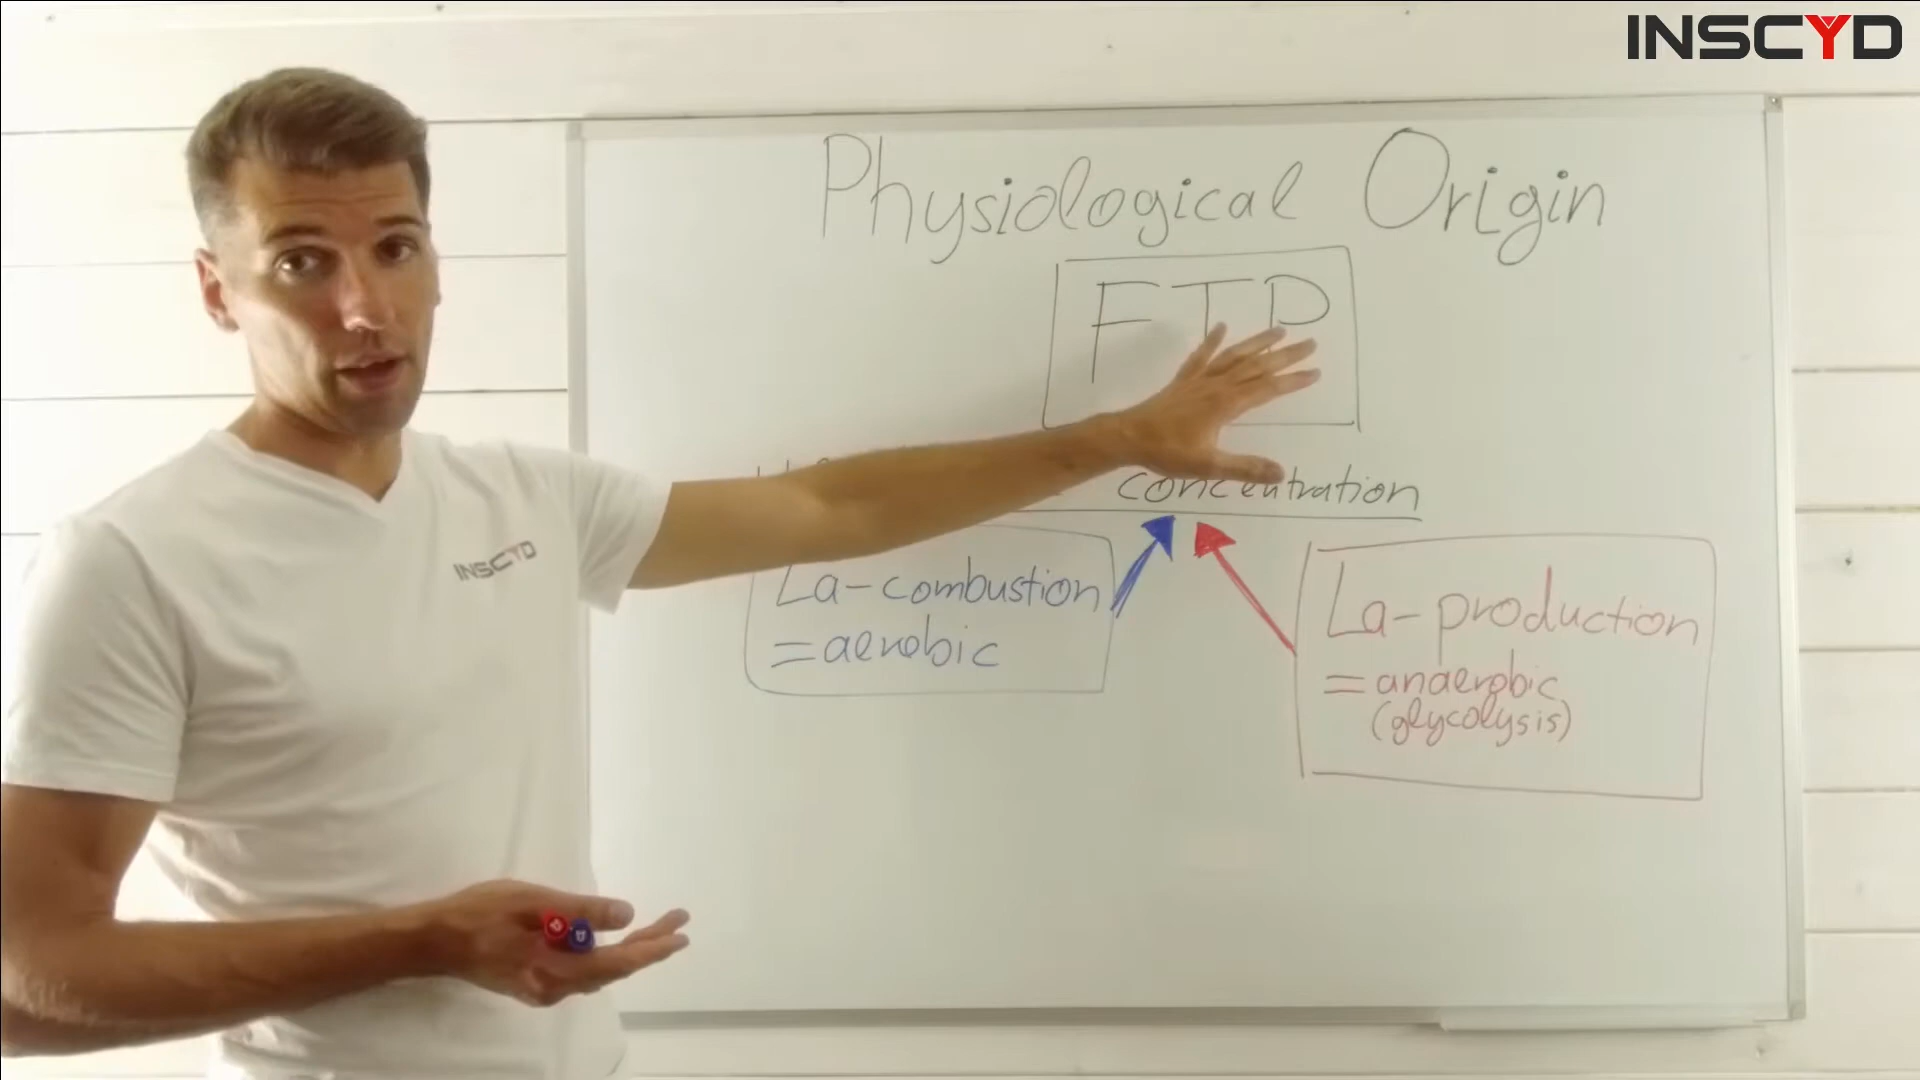 INSCYD
Physiological Origin
FTP
concentration
La-combustion
=aerobic
La-production
=anaerobic
(glycolysis)
INSCYD